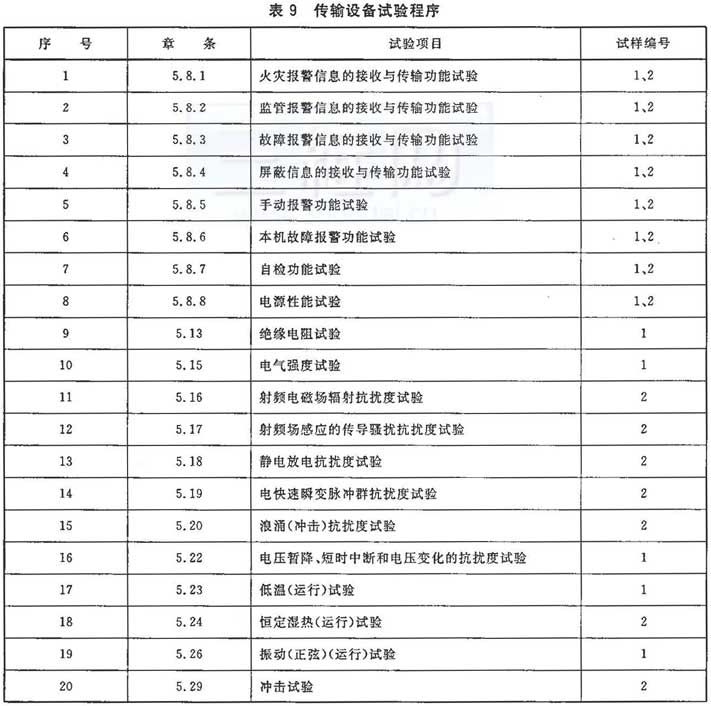 表 9 传输设备试验程序
序 号 章 条 试验项目 试样编号
1 5.8.1 火灾报警信息的接收与传输功能试验 1、2
2 5.8.2 监管报警信息的接收与传输功能试验 1、2
3 5.8.3 故障报警信息的接收与传输功能试验 1、2
4 5.8.4 屏蔽信息的接收与传输功能试验 1、2
5 5.8.5 手动报警功能试验 1、2
6 5.8.6 本机故障报警功能试验 1、2
7 5.8.7 自检功能试验 1、2
8 5.8.8 电源性能试验 1、2
9 5.13 绝缘电阻试验 1
10 5.15 电气强度试验 1
11 5.16 射频电磁场辐射抗扰度试验 2
12 5.17 射频场感应的传导骚扰抗扰度试验 2
13 5.18 静电放电抗扰度试验 2
14 5.19 电快速瞬变脉冲群抗扰度试验 2
15 5.20 浪涌(冲击)抗扰度试验 2
16 5.22 电压暂降、短时中断和电压变化的抗扰度试验 1
17 5.23 低温(运行)试验 1
18 5.24 恒定湿热(运行)试验 2
19 5.26 振动(正弦)(运行)试验 1
20 5.29 冲击试验 2